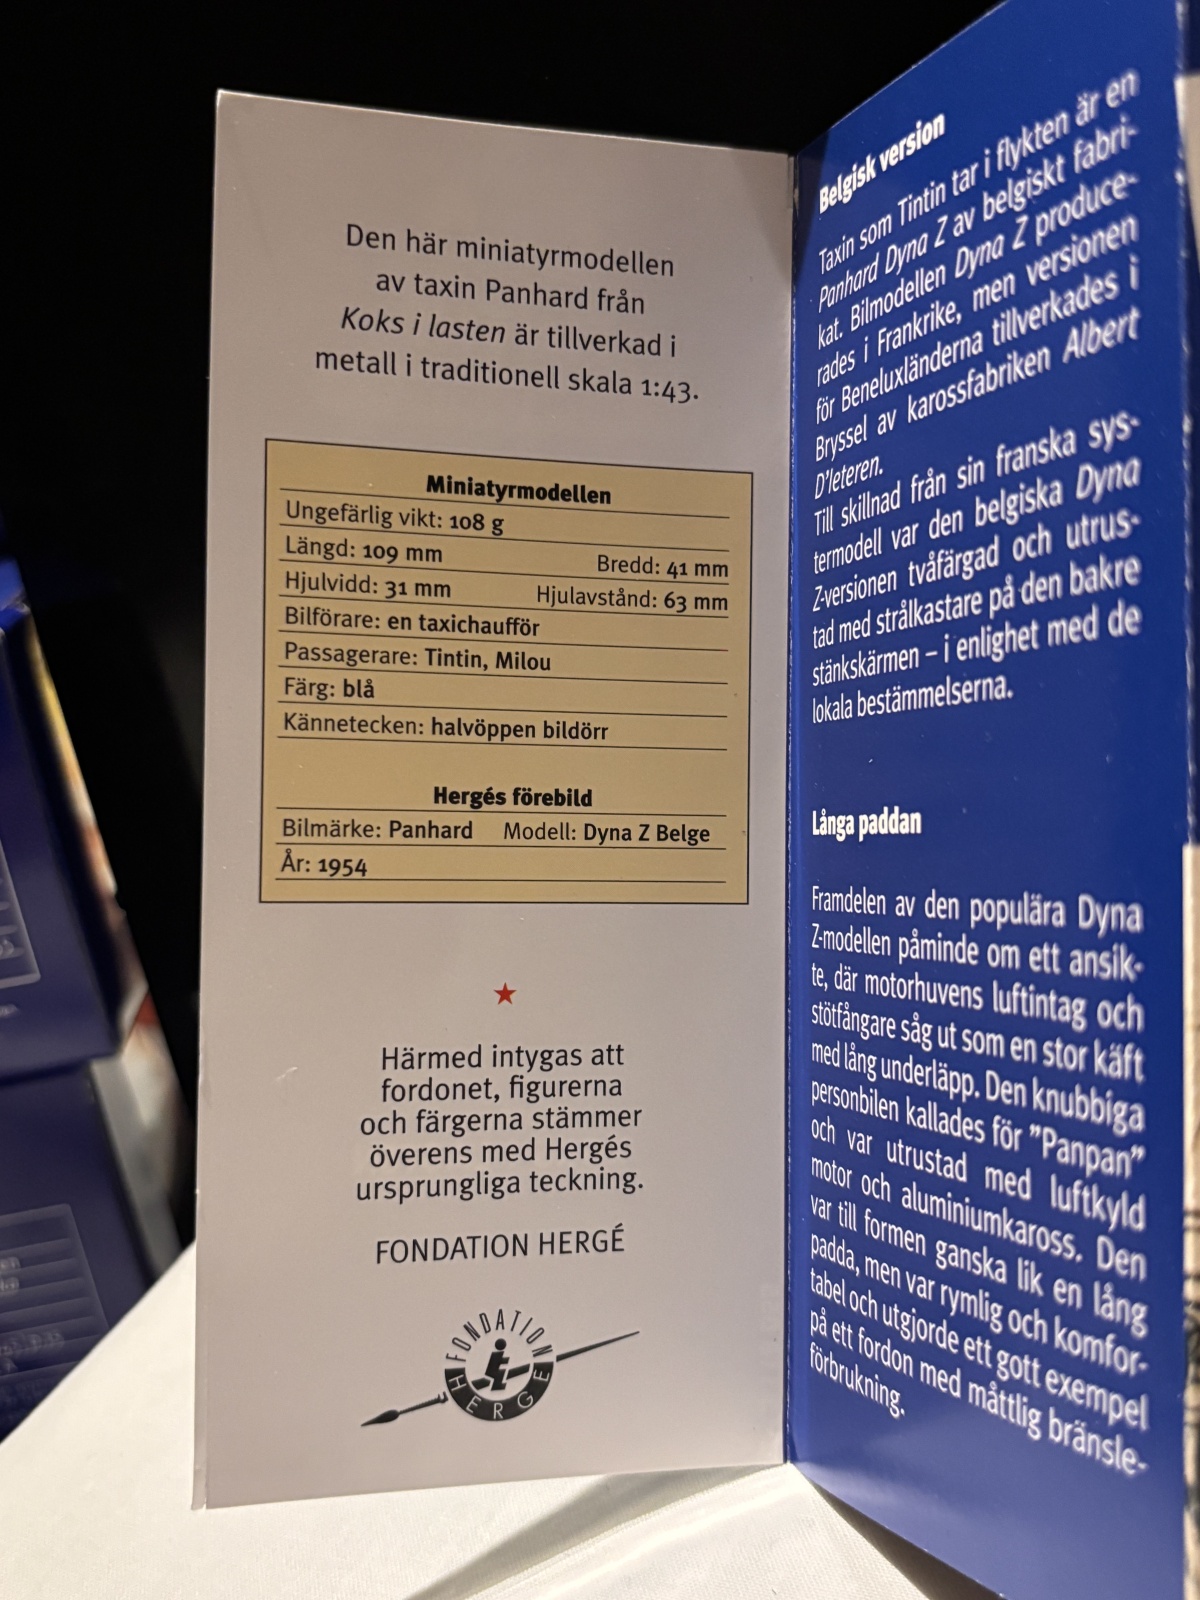 Den här miniatyrmodellen
av taxin Panhard från
Koks i lasten är tillverkad i
metall i traditionell skala 1:43.
Miniatyrmodellen
Ungefärlig vikt: 108 g
Längd: 109 mm Bredd: 41 mm
Hjulvidd: 31 mm Hjulavstånd: 63 mm
Bilförare: en taxichaufför
Passagerare: Tintin, Milou
Färg: blå
Kännetecken: halvöppen bildörr
Hergés förebild
Bilmärke: Panhard Modell: Dyna Z Belge
År: 1954
Härmed intygas att
fordonet, figurerna
och färgerna stämmer
överens med Hergés
ursprungliga teckning.
FONDATION HERGÉ
FONDATION
HERGÉ
Belgisk version
Taxin som Tintin tar i flykten är en
Panhard Dyna Z av belgiskt fabri-
kat. Bilmodellen Dyna Z produce-
rades i Frankrike, men versionen
för Beneluxländerna tillverkades i
Bryssel av karossfabriken Albert
D'Ieteren.
Till skillnad från sin franska sys-
termodell var den belgiska Dyna
Z-versionen tvåfärgad och utrus-
tad med strålkastare på den bakre
stänkskärmen – i enlighet med de
lokala bestämmelserna.
Långa paddan
Framdelen av den populära Dyna
Z-modellen påminde om ett ansik-
te, där motorhuvens luftintag och
stötfångare såg ut som en stor käft
med lång underläpp. Den knubbiga
personbilen kallades för ”Panpan”
och var utrustad med luftkyld
motor och aluminiumkaross. Den
var till formen ganska lik en lång
padda, men var rymlig och komfor-
tabel och utgjorde ett gott exempel
på ett fordon med måttlig bränsle-
förbrukning.